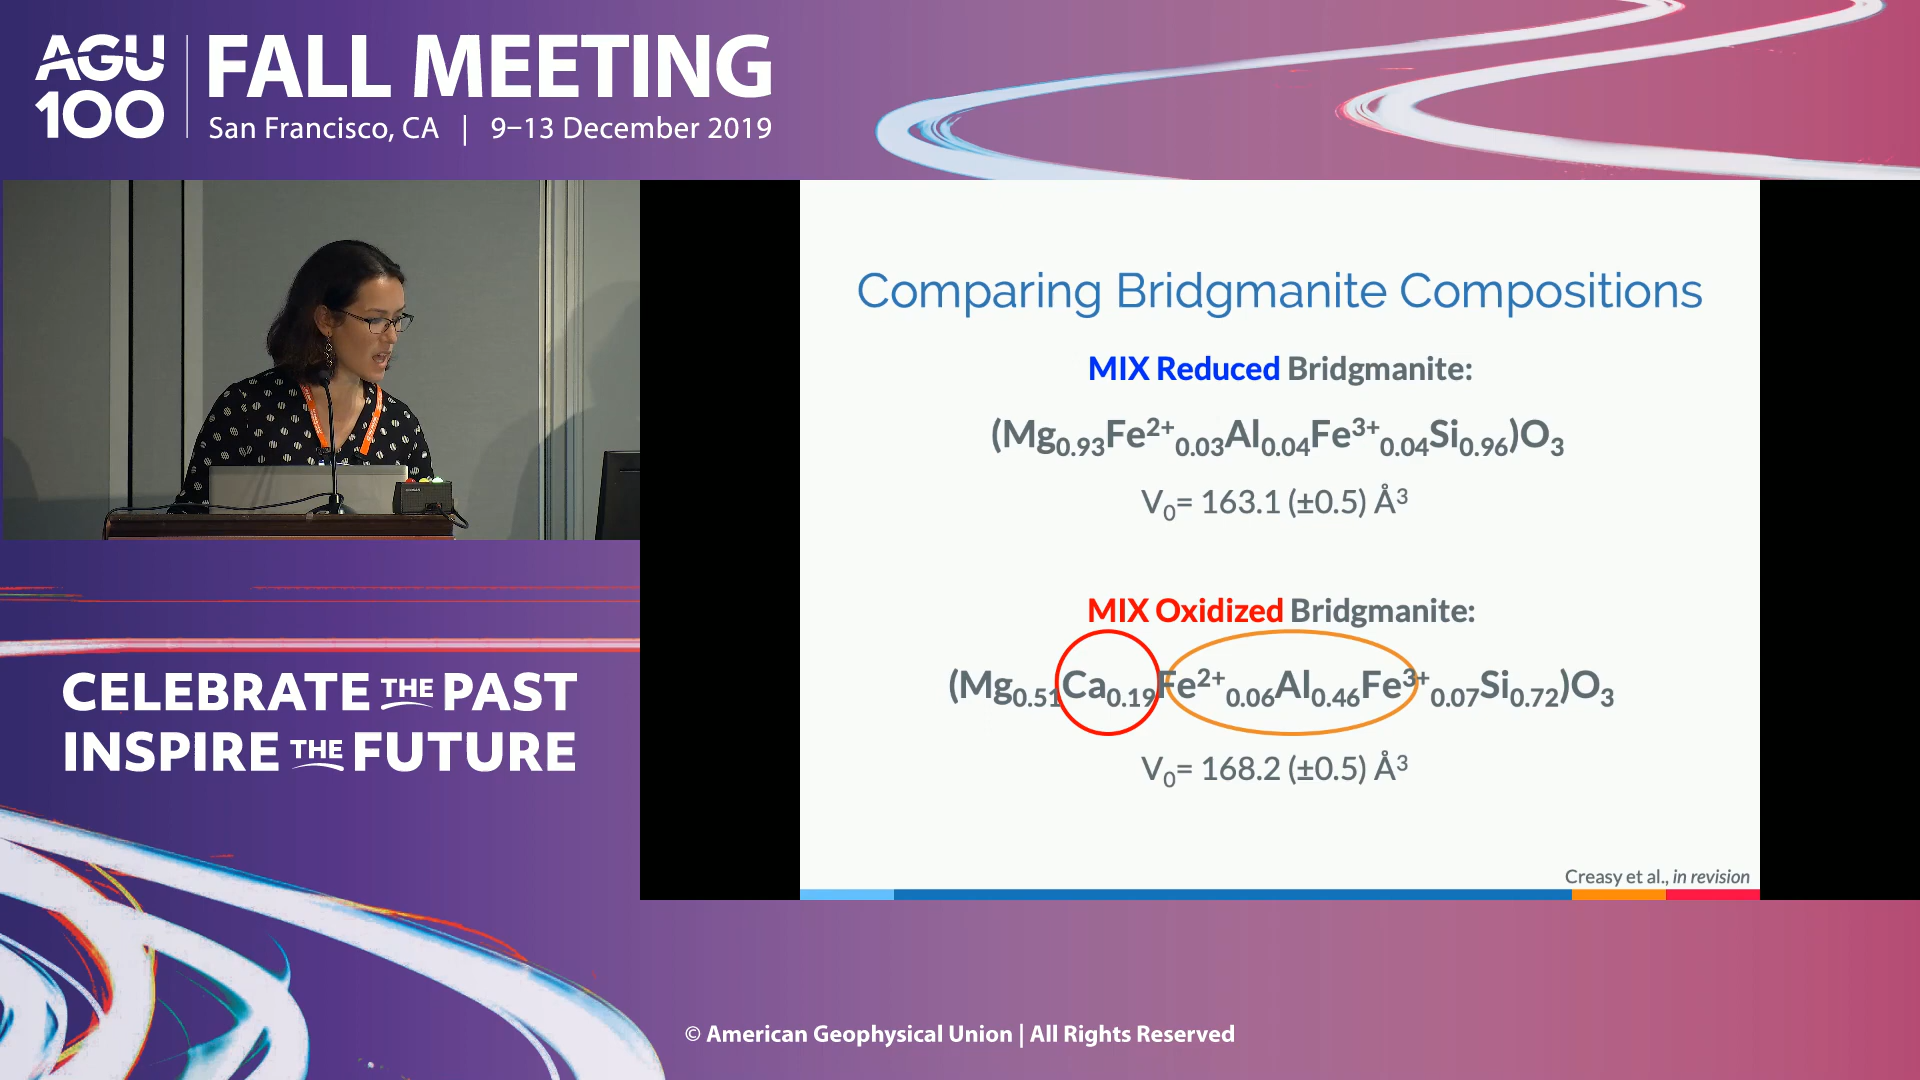 AGU
100
FALL MEETING
San Francisco, CA | 9–13 December 2019
Comparing Bridgmanite Compositions
MIX Reduced Bridgmanite:
(Mg₀.₉₃Fe²⁺₀.₀₃Al₀.₀₄Fe³⁺₀.₀₄Si₀.₉₆)O₃
V₀= 163.1 (±0.5) Å³
MIX Oxidized Bridgmanite:
(Mg₀.₅₁Ca₀.₁₉Fe²⁺₀.₀₆Al₀.₄₆Fe³⁺₀.₀₇Si₀.₇₂)O₃
V₀= 168.2 (±0.5) Å³
Creasy et al., in revision
CELEBRATE THE PAST
INSPIRE THE FUTURE
© American Geophysical Union | All Rights Reserved